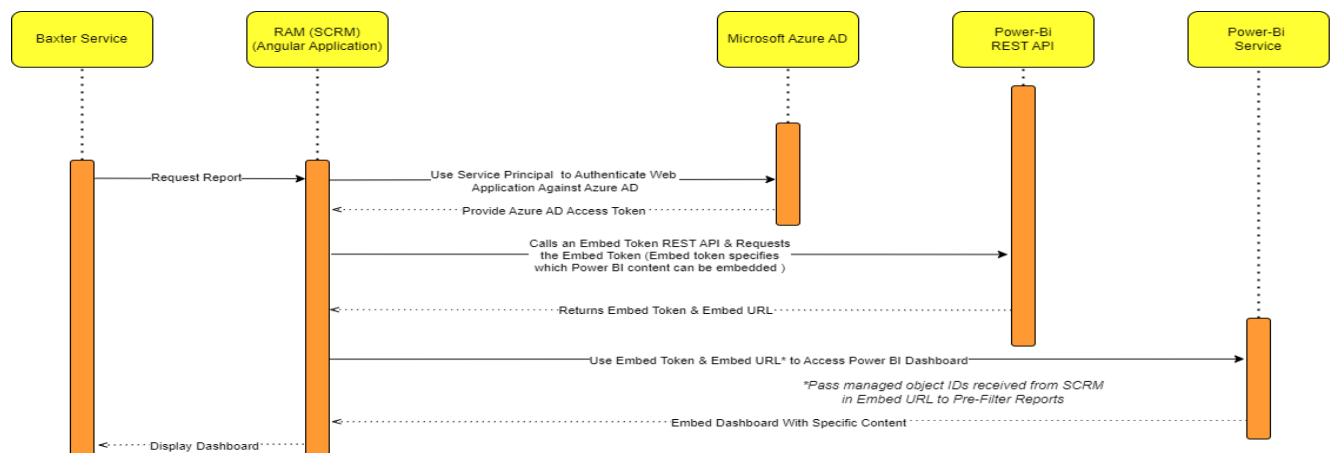 Baxter Service
RAM (SCRM)
(Angular Application)
Microsoft Azure AD
Power-Bi
REST API
Power-Bi
Service
Request Report
Use Service Principal to Authenticate Web
Application Against Azure AD
Provide Azure AD Access Token
Calls an Embed Token REST API & Requests
the Embed Token (Embed token specifies
which Power BI content can be embedded )
Returns Embed Token & Embed URL
Use Embed Token & Embed URL* to Access Power BI Dashboard
*Pass managed object IDs received from SCRM
in Embed URL to Pre-Filter Reports
Embed Dashboard With Specific Content
Display Dashboard